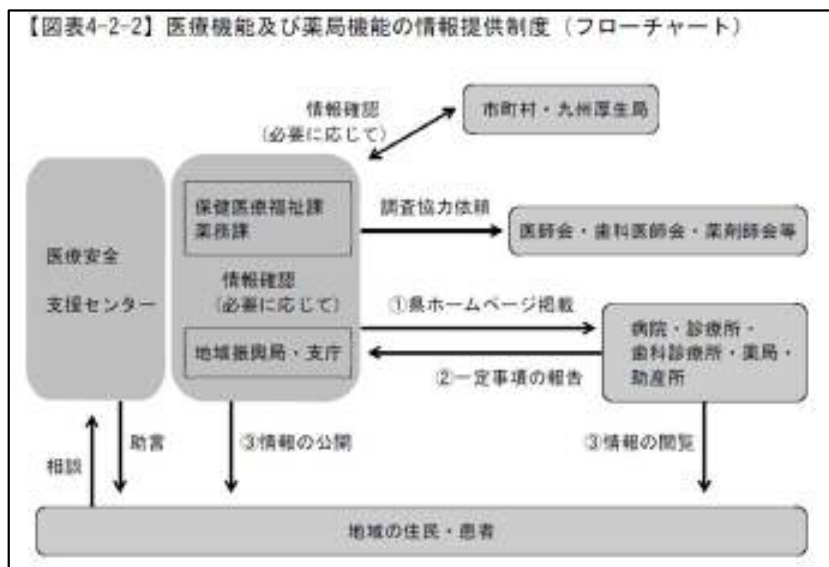 【図表4-2-2】医療機能及び薬局機能の情報提供制度（フローチャート）
情報確認
（必要に応じて）
市町村・九州厚生局
保健医療福祉課
薬務課
調査協力依頼
医師会・歯科医師会・薬剤師会等
医療安全
支援センター
情報確認
（必要に応じて）
①県ホームページ掲載
病院・診療所・
歯科診療所・薬局・
助産所
地域振興局・支庁
②一定事項の報告
助言
③情報の公開
③情報の閲覧
相談
地域の住民・患者